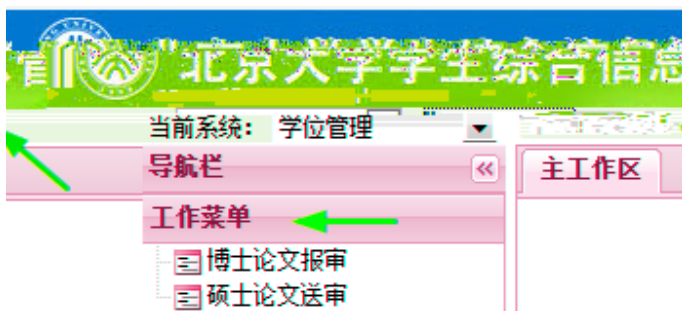 北京大学学生综合信息
当前系统： 学位管理
导航栏
主工作区
工作菜单
博士论文报审
硕士论文送审